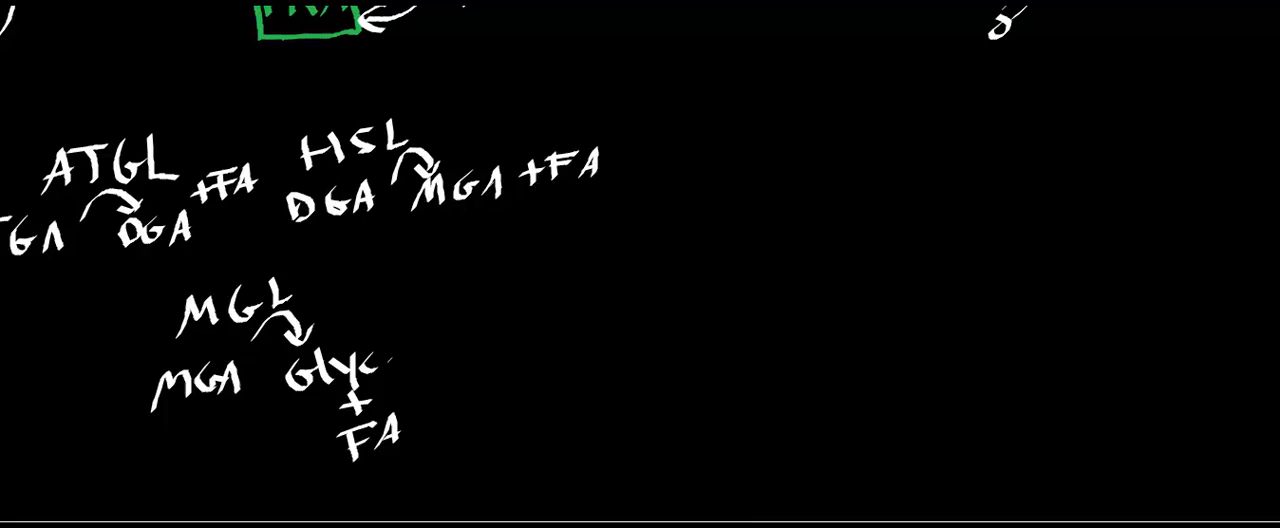 ATGL
HSL
TGA DGA +FA
DGA MGA +FA
MGL
MGA Glyc
+
FA